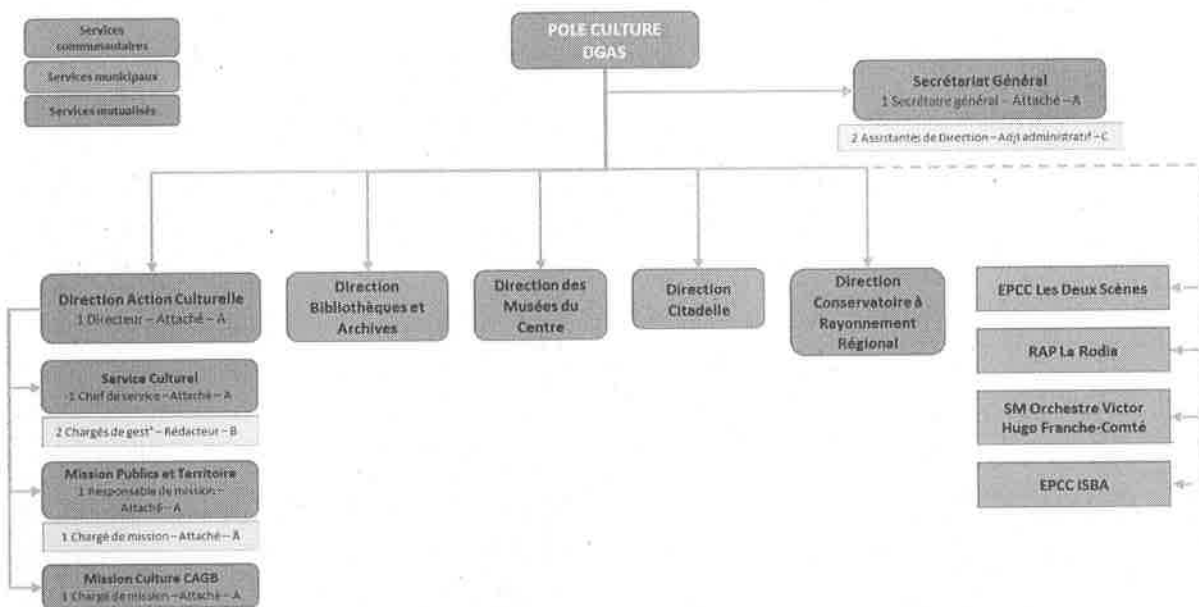 Services
communautaires
Services municipaux
Services mutualisés
POLE CULTURE
DGAS
Secrétariat Général
1 Secrétaire général – Attaché – A
2 Assistantes de Direction – Adjt administratif – C
Direction Action Culturelle
1 Directeur – Attaché – A
Direction
Bibliothèques et
Archives
Direction des
Musées du
Centre
Direction
Citadelle
Direction
Conservatoire à
Rayonnement
Régional
EPCC Les Deux Scènes
RAP La Rodia
SM Orchestre Victor
Hugo Franche-Comté
EPCC ISBA
Service Culturel
1 Chef de service – Attaché – A
2 Chargés de gest° – Rédacteur – B
Mission Publics et Territoire
1 Responsable de mission –
Attaché – A
1 Chargé de mission – Attaché – A
Mission Culture CAGB
1 Chargé de mission – Attaché – A